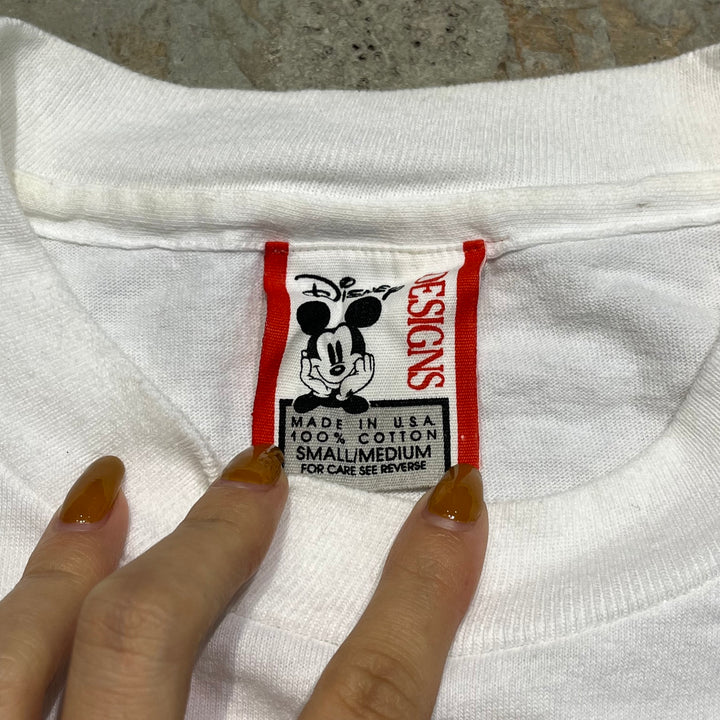 Disney
DESIGNS
MADE IN U.S.A.
100% COTTON
SMALL/MEDIUM
FOR CARE SEE REVERSE